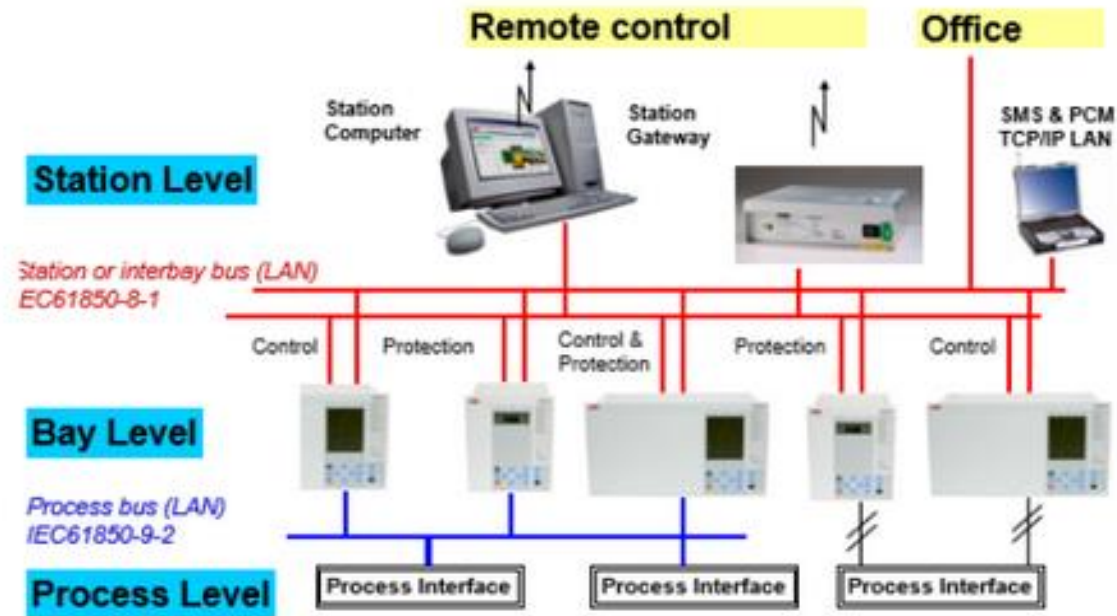 Remote control
Office
Station
Computer
Station
Gateway
SMS & PCM
TCP/IP LAN
Station Level
Station or interbay bus (LAN)
EC61850-8-1
Control
Protection
Control &
Protection
Protection
Control
Bay Level
Process bus (LAN)
IEC61850-9-2
Process Level
Process Interface
Process Interface
Process Interface